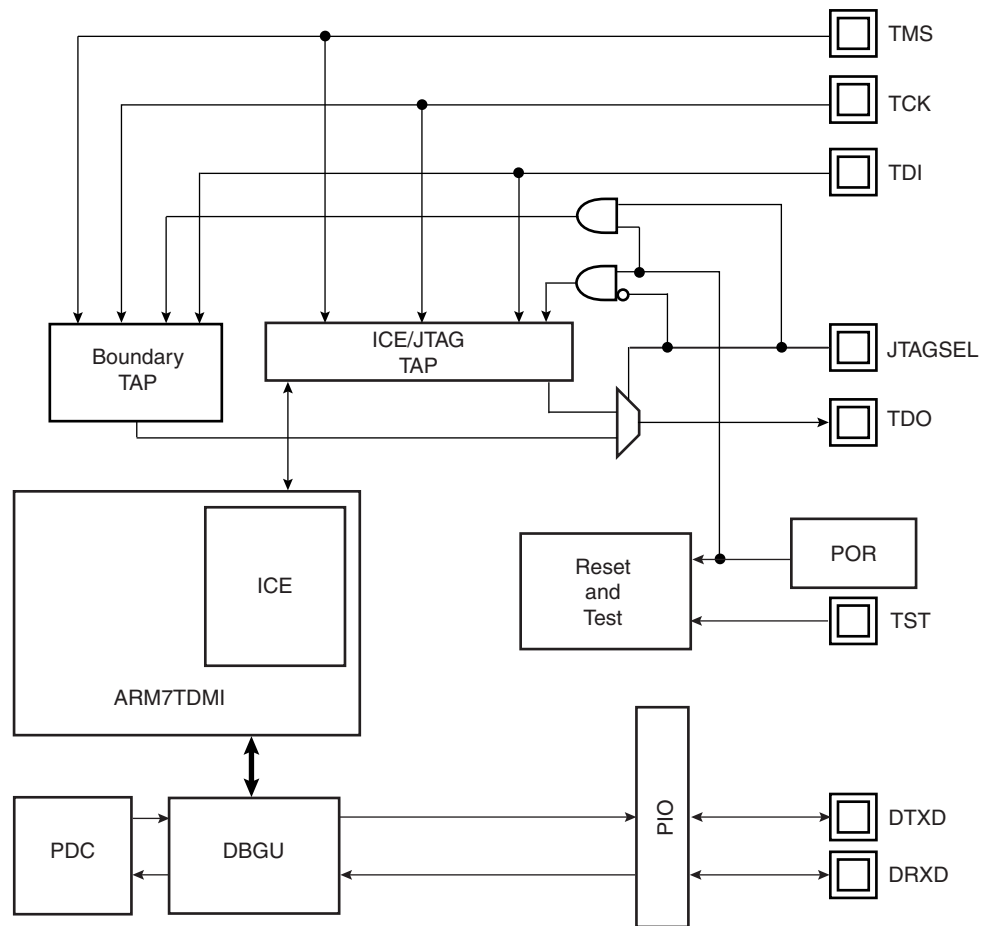 TMS
TCK
TDI
Boundary
TAP
ICE/JTAG
TAP
JTAGSEL
TDO
ICE
ARM7TDMI
Reset
and
Test
POR
TST
PDC
DBGU
PIO
DTXD
DRXD